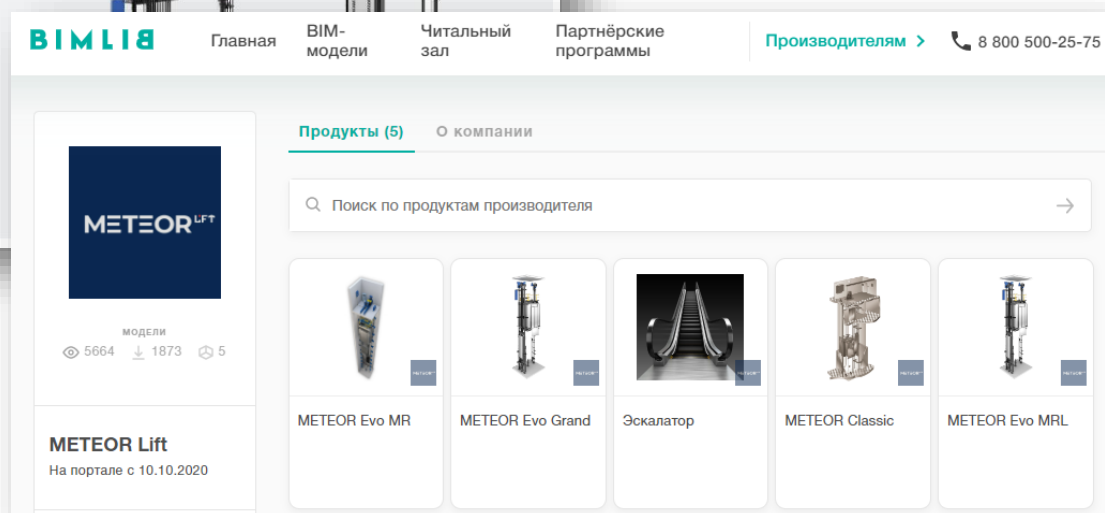 BIMLIB
Главная
BIM-
модели
Читальный
зал
Партнёрские
программы
Производителям >
8 800 500-25-75
METEOR LIFT
МОДЕЛИ
5664 1873 5
METEOR Lift
На портале с 10.10.2020
Продукты (5) О компании
Поиск по продуктам производителя
METEOR Evo MR
METEOR Evo Grand
Эскалатор
METEOR Classic
METEOR Evo MRL